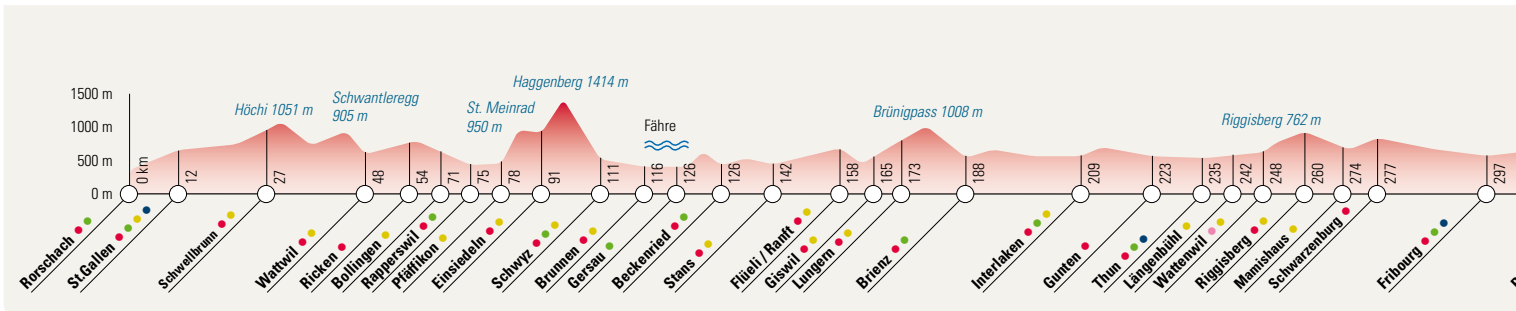 Haggenberg 1414 m
Schwantleregg
905 m
St. Meinrad
950 m
Höchi 1051 m
Brünigpass 1008 m
Riggisberg 762 m
Fähre
1500 m
1000 m
500 m
0 m
0 km
12
27
48
54
71
75
78
91
111
116
126
126
142
158
165
173
188
209
223
235
242
248
260
274
277
297
Rorschach
St.Gallen
Schwellbrunn
Wattwil
Ricken
Bollingen
Rapperswil
Pfäffikon
Einsiedeln
Schwyz
Brunnen
Gersau
Beckenried
Stans
Flüeli / Ranft
Giswil
Lungern
Brienz
Interlaken
Gunten
Thun
Längenbühl
Wattenwil
Riggisberg
Mamishaus
Schwarzenburg
Fribourg